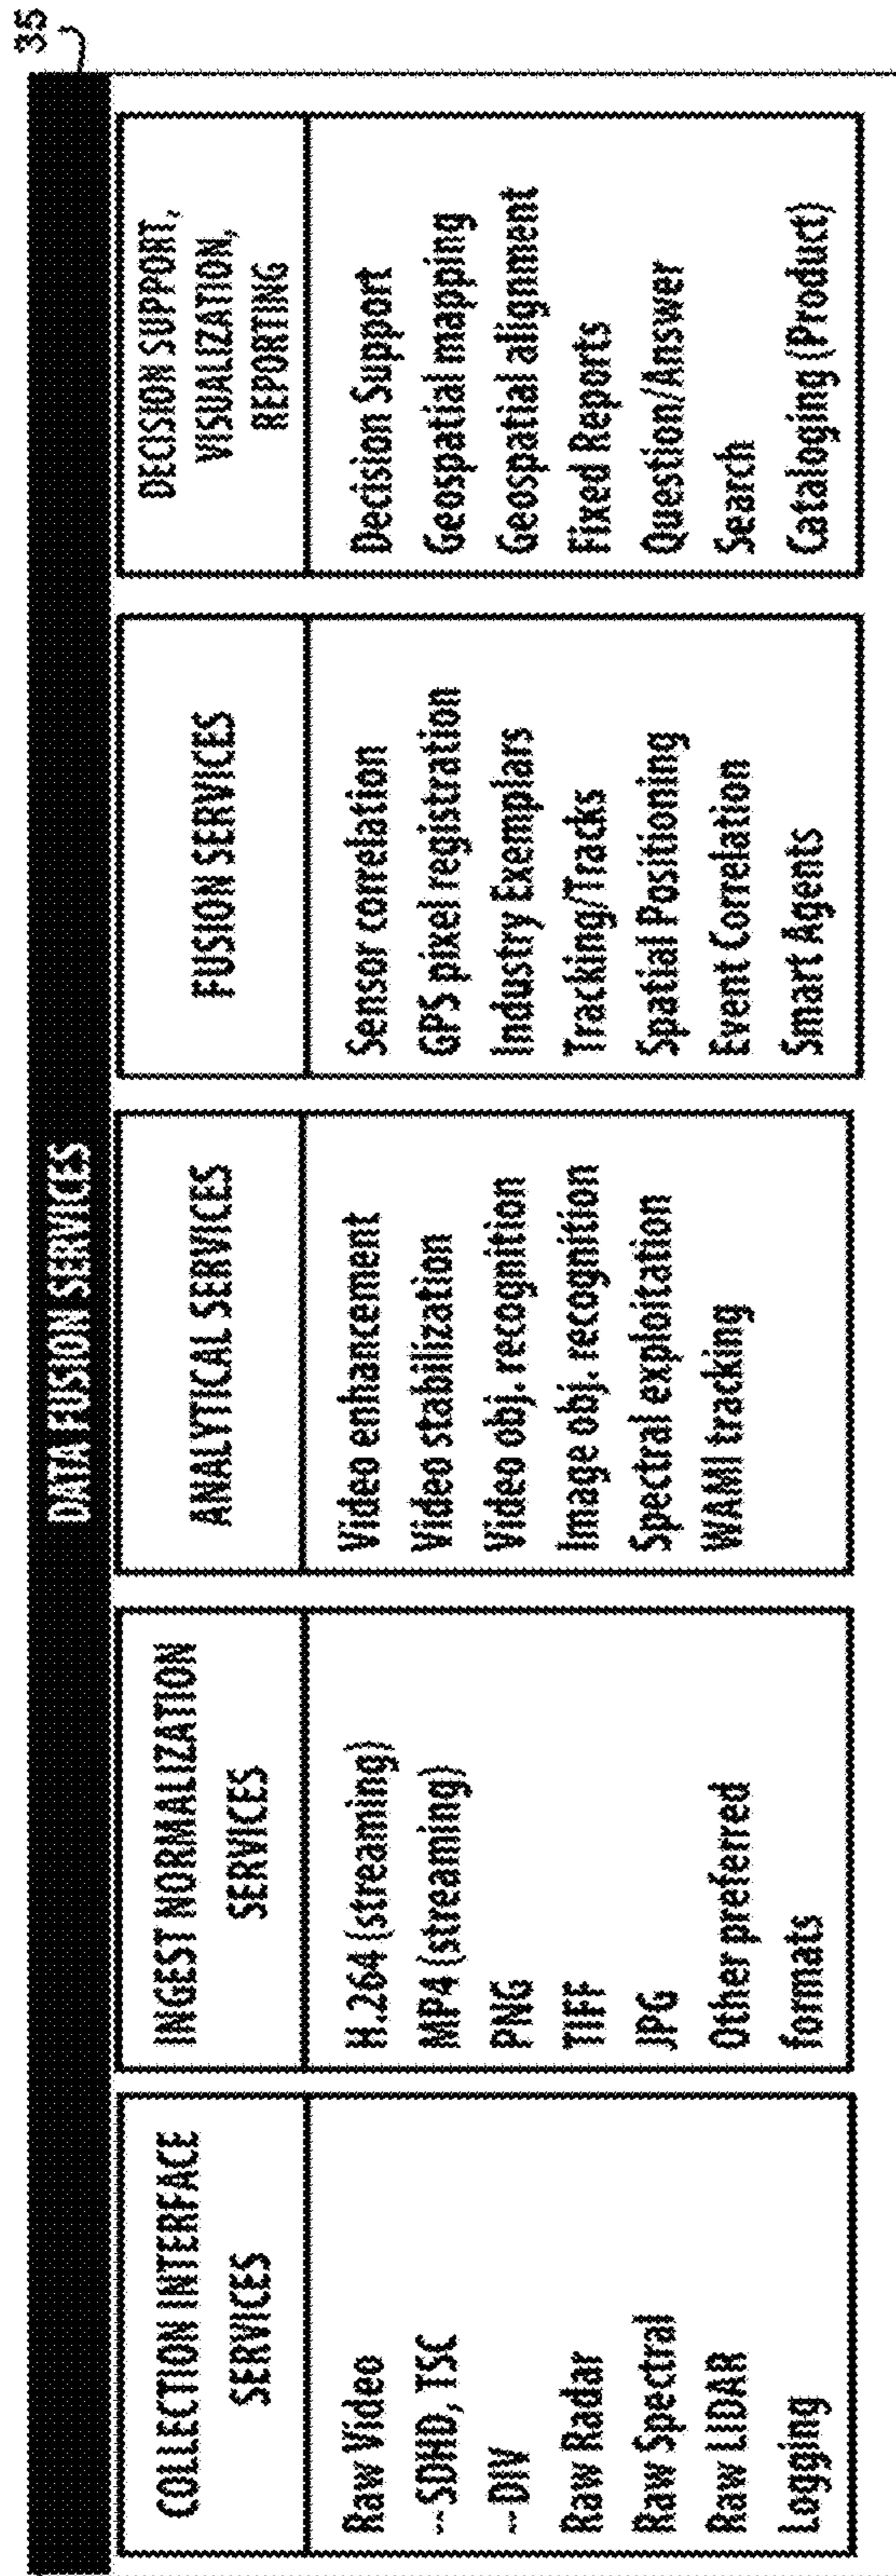 35
DATA FUSION SERVICES
COLLECTION INTERFACE
SERVICES
Raw Video
--SDHD, TSC
--DIV
Raw Radar
Raw Spectral
Raw LIDAR
Logging
INGEST NORMALIZATION
SERVICES
H.264 (streaming)
MP4 (streaming)
PNG
TIFF
JPG
Other preferred
formats
ANALYTICAL SERVICES
Video enhancement
Video stabilization
Video obj. recognition
Image obj. recognition
Spectral exploitation
WAMI tracking
FUSION SERVICES
Sensor correlation
GPS pixel registration
Industry Exemplars
Tracking/Tracks
Spatial Positioning
Event Correlation
Smart Agents
DECISION SUPPORT,
VISUALIZATION,
REPORTING
Decision Support
Geospatial mapping
Geospatial alignment
Fixed Reports
Question/Answer
Search
Cataloging (Product)